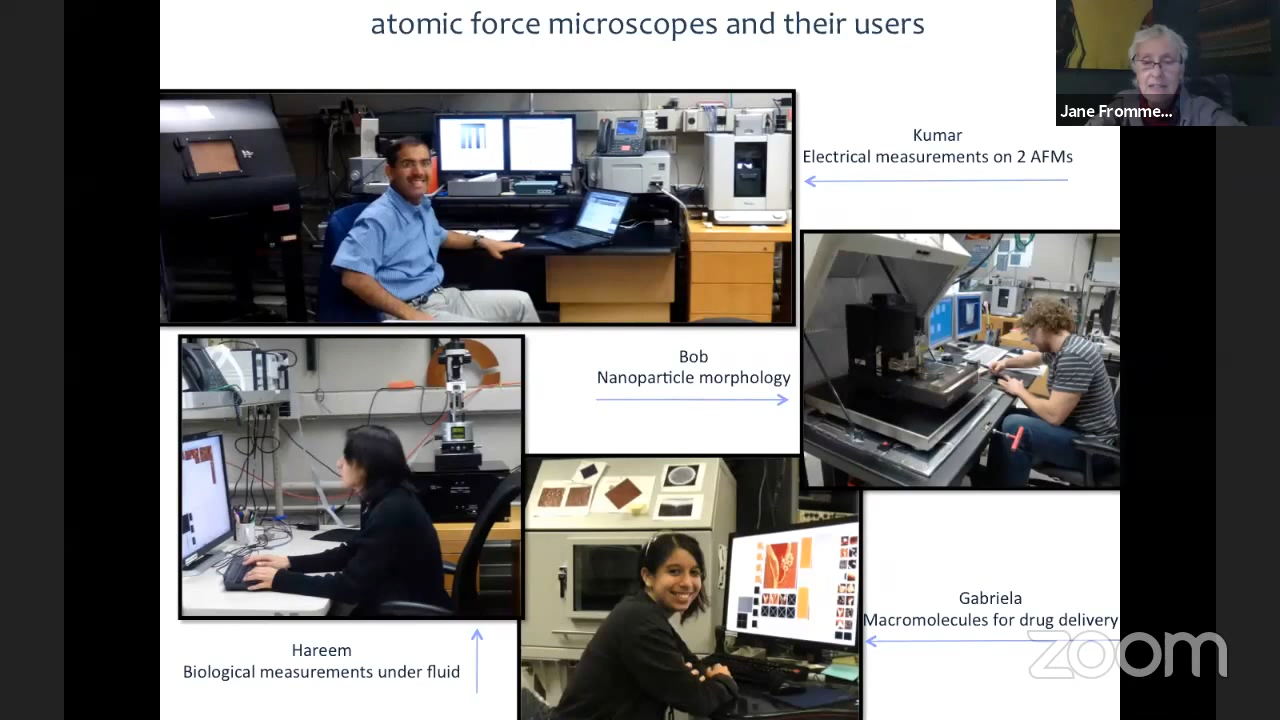 atomic force microscopes and their users
Jane Fromme...
Kumar
Electrical measurements on 2 AFMs
Bob
Nanoparticle morphology
Gabriela
Macromolecules for drug delivery
Hareem
Biological measurements under fluid
zoom